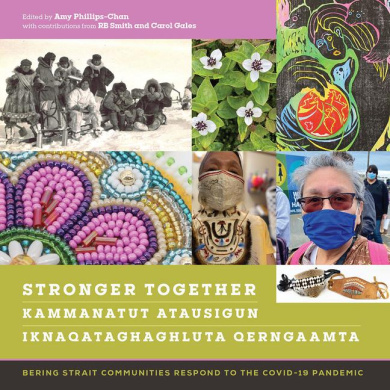 Edited by Amy Phillips-Chan
with contributions from RB Smith and Carol Gales
STRONGER TOGETHER
KAMMANATUT ATAUSIGUN
IKNAQATAGHAGHLUTA QERNGAAMTA
BERING STRAIT COMMUNITIES RESPOND TO THE COVID-19 PANDEMIC